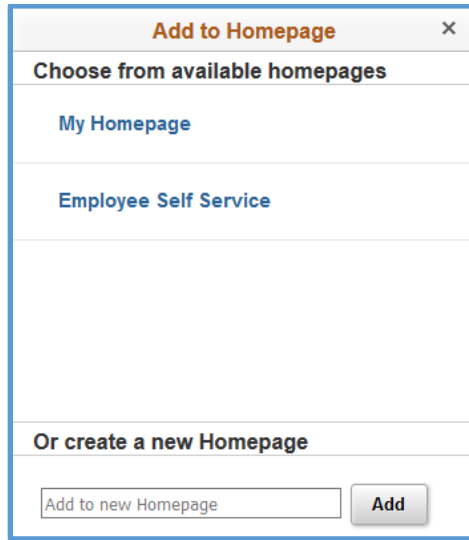 Add to Homepage ×
Choose from available homepages
My Homepage
Employee Self Service
Or create a new Homepage
Add to new Homepage Add